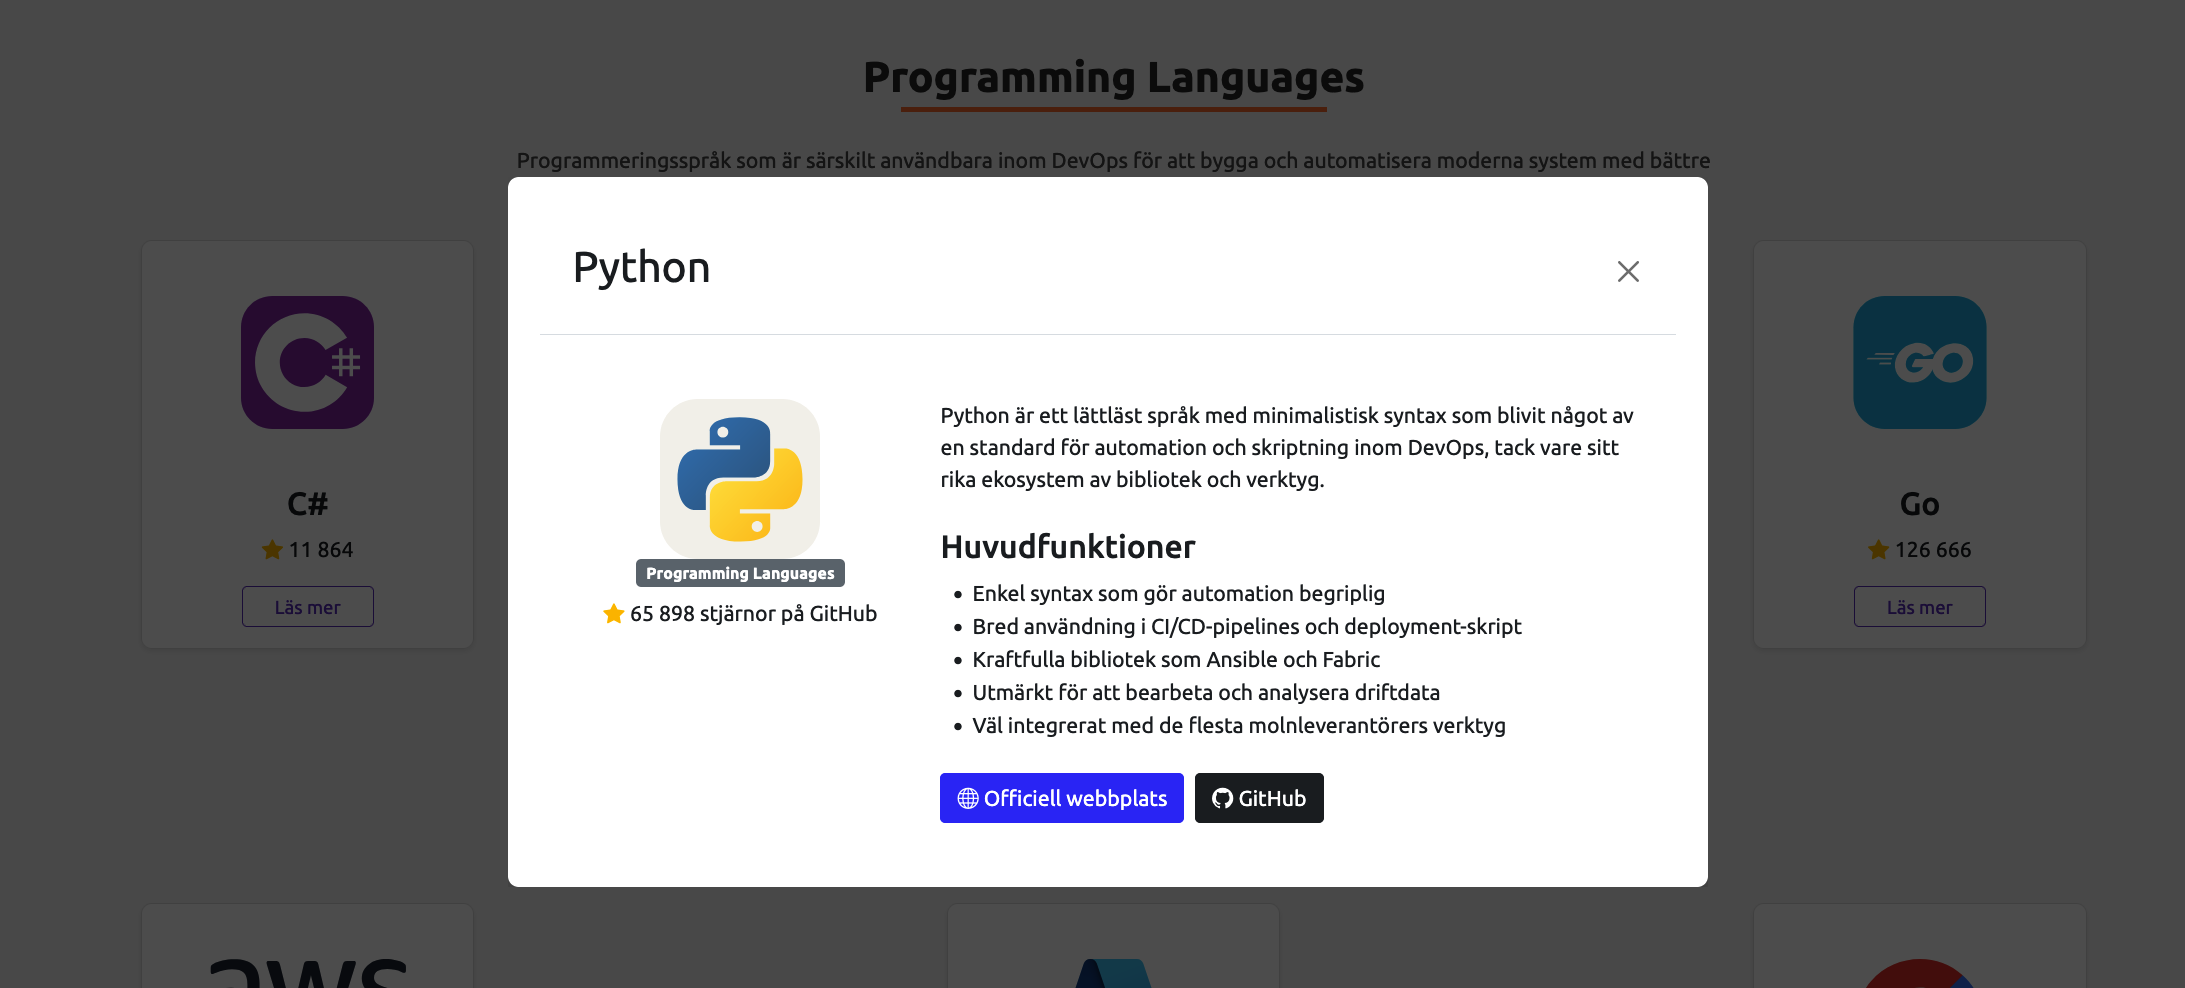 Programming Languages
Programmeringsspråk som är särskilt användbara inom DevOps för att bygga och automatisera moderna system med bättre
Python
C#
C#
11 864
Läs mer
Programming Languages
65 898 stjärnor på GitHub
Python är ett lättläst språk med minimalistisk syntax som blivit något av
en standard för automation och skriptning inom DevOps, tack vare sitt
rika ekosystem av bibliotek och verktyg.
Huvudfunktioner
• Enkel syntax som gör automation begriplig
• Bred användning i CI/CD-pipelines och deployment-skript
• Kraftfulla bibliotek som Ansible och Fabric
• Utmärkt för att bearbeta och analysera driftdata
• Väl integrerat med de flesta molnleverantörers verktyg
Officiell webbplats
GitHub
GO
Go
126 666
Läs mer
aws